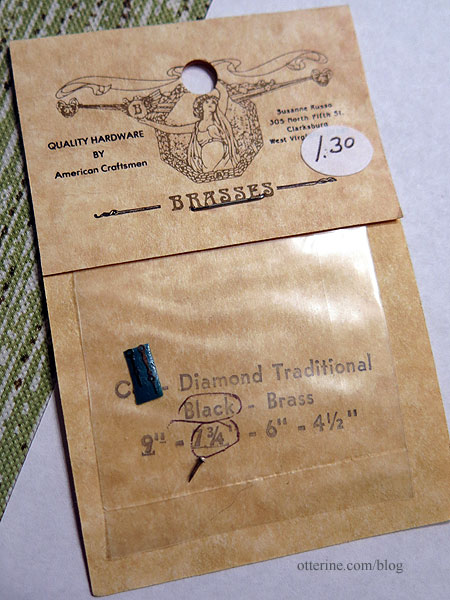 QUALITY HARDWARE
BY
American Craftsmen
Susanne Russo
305 North Fifth St.
Clarksburg
West
1.30
B
BRASSES
C - Diamond Traditional
Black - Brass
9" - 1¾" - 6" - 4½"
otterine.com/blog